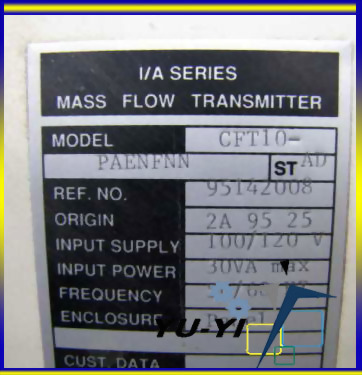 I/A SERIES
MASS FLOW TRANSMITTER
MODEL CFT10-
PAENFNN ST AD
REF. NO. 95142008
ORIGIN 2A 95 25
INPUT SUPPLY 100/120 V
INPUT POWER 30VA max
FREQUENCY
ENCLOSURE
YU-YI
CUST. DATA